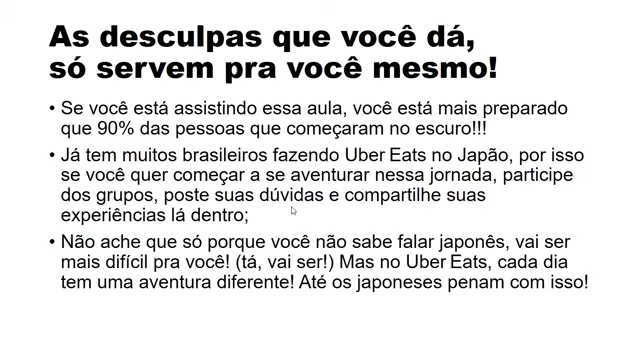 As desculpas que você dá,
só servem pra você mesmo!
• Se você está assistindo essa aula, você está mais preparado
que 90% das pessoas que começaram no escuro!!!
• Já tem muitos brasileiros fazendo Uber Eats no Japão, por isso
se você quer começar a se aventurar nessa jornada, participe
dos grupos, poste suas dúvidas e compartilhe suas
experiências lá dentro;
• Não ache que só porque você não sabe falar japonês, vai ser
mais difícil pra você! (tá, vai ser!) Mas no Uber Eats, cada dia
tem uma aventura diferente! Até os japoneses penam com isso!